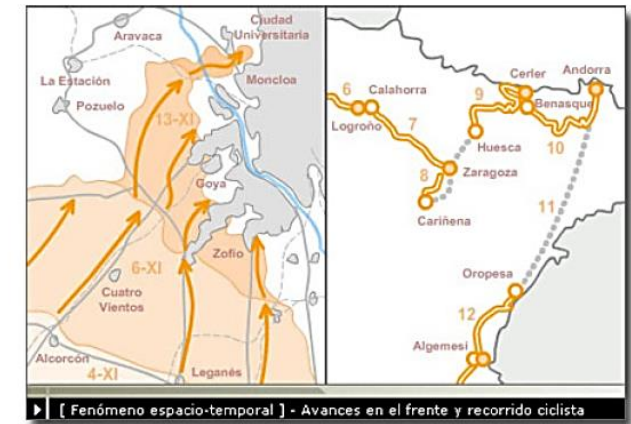 Ciudad
Universitaria
Aravaca
La Estación
Moncloa
Pozuelo
13-XI
Goya
Zofio
6-XI
Cuatro
Vientos
Alcorcón
4-XI
Leganés
Cerler
Andorra
6
Calahorra
9
Benasque
Logroño
7
10
Huesca
8
Zaragoza
Cariñena
11
Oropesa
12
Algemesí
[ Fenómeno espacio-temporal ] - Avances en el frente y recorrido ciclista